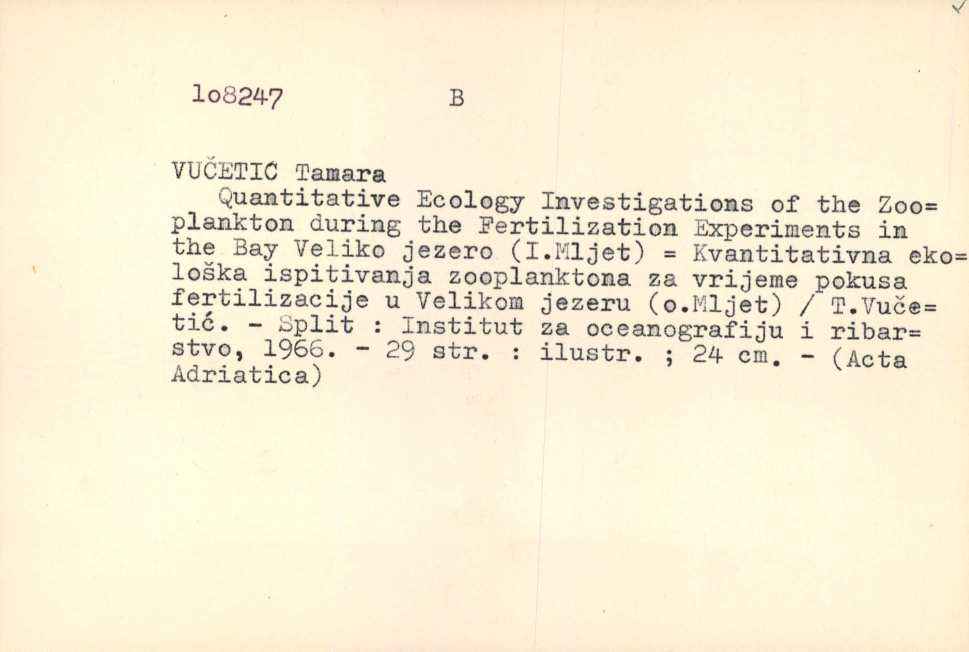 lo8247 B
VUČETIĆ Tamara
Quantitative Ecology Investigations of the Zoo=
plankton during the Fertilization Experiments in
the Bay Veliko jezero (I.Mljet) = Kvantitativna eko=
loška ispitivanja zooplanktona za vrijeme pokusa
fertilizacije u Velikom jezeru (o.Mljet) / T.Vuče=
tić. - Split : Institut za oceanografiju i ribar=
stvo, 1966. - 29 str. : ilustr. ; 24 cm. - (Acta
Adriatica)